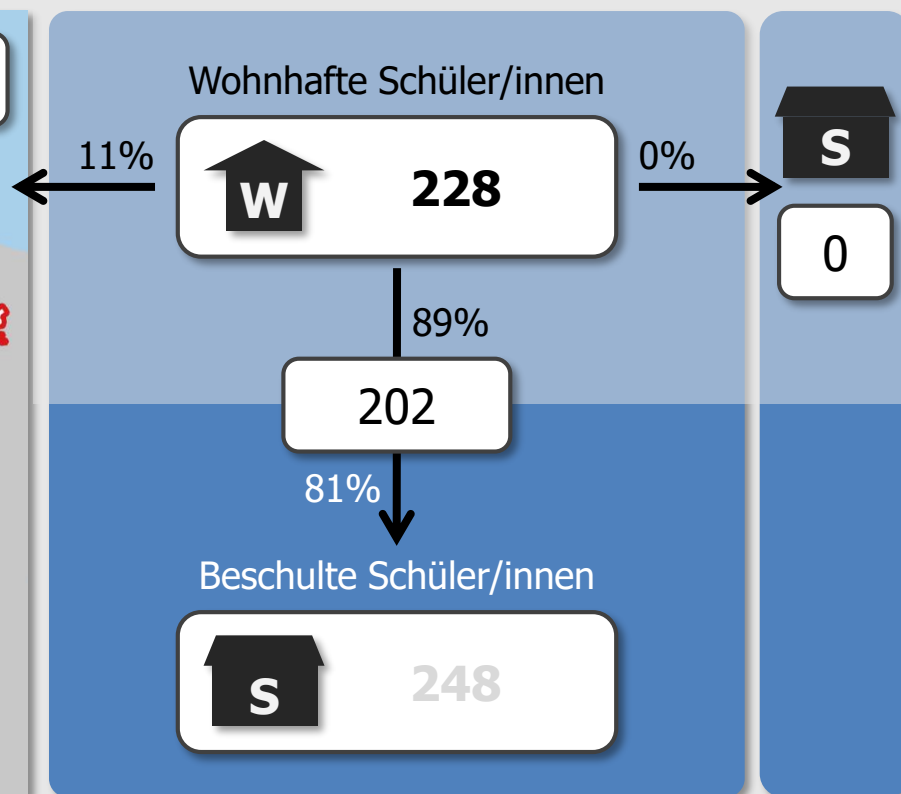 Wohnhafte Schüler/innen
11%
W
228
0%
S
0
89%
202
81%
Beschulte Schüler/innen
S
248